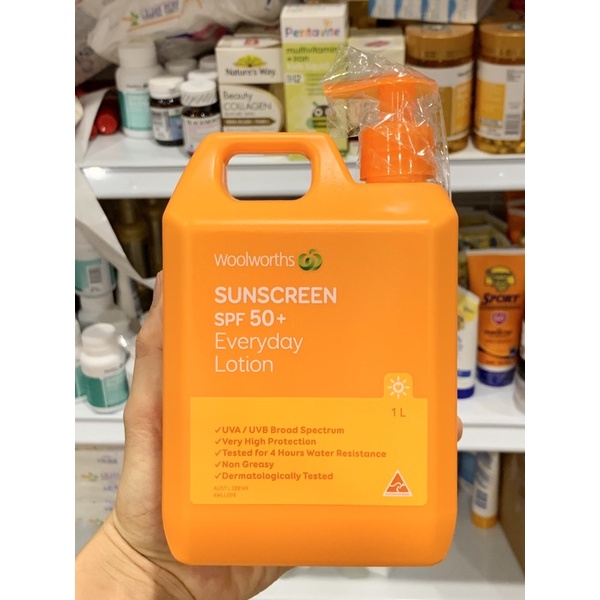 Pentavite
multivitamin
+ iron
Nature's Way
Beauty
COLLAGEN
woolworths
SUNSCREEN
SPF 50+
Everyday
Lotion
SPORT
1 L
✓UVA / UVB Broad Spectrum
✓Very High Protection
✓Tested for 4 Hours Water Resistance
✓Non Greasy
✓Dermatologically Tested